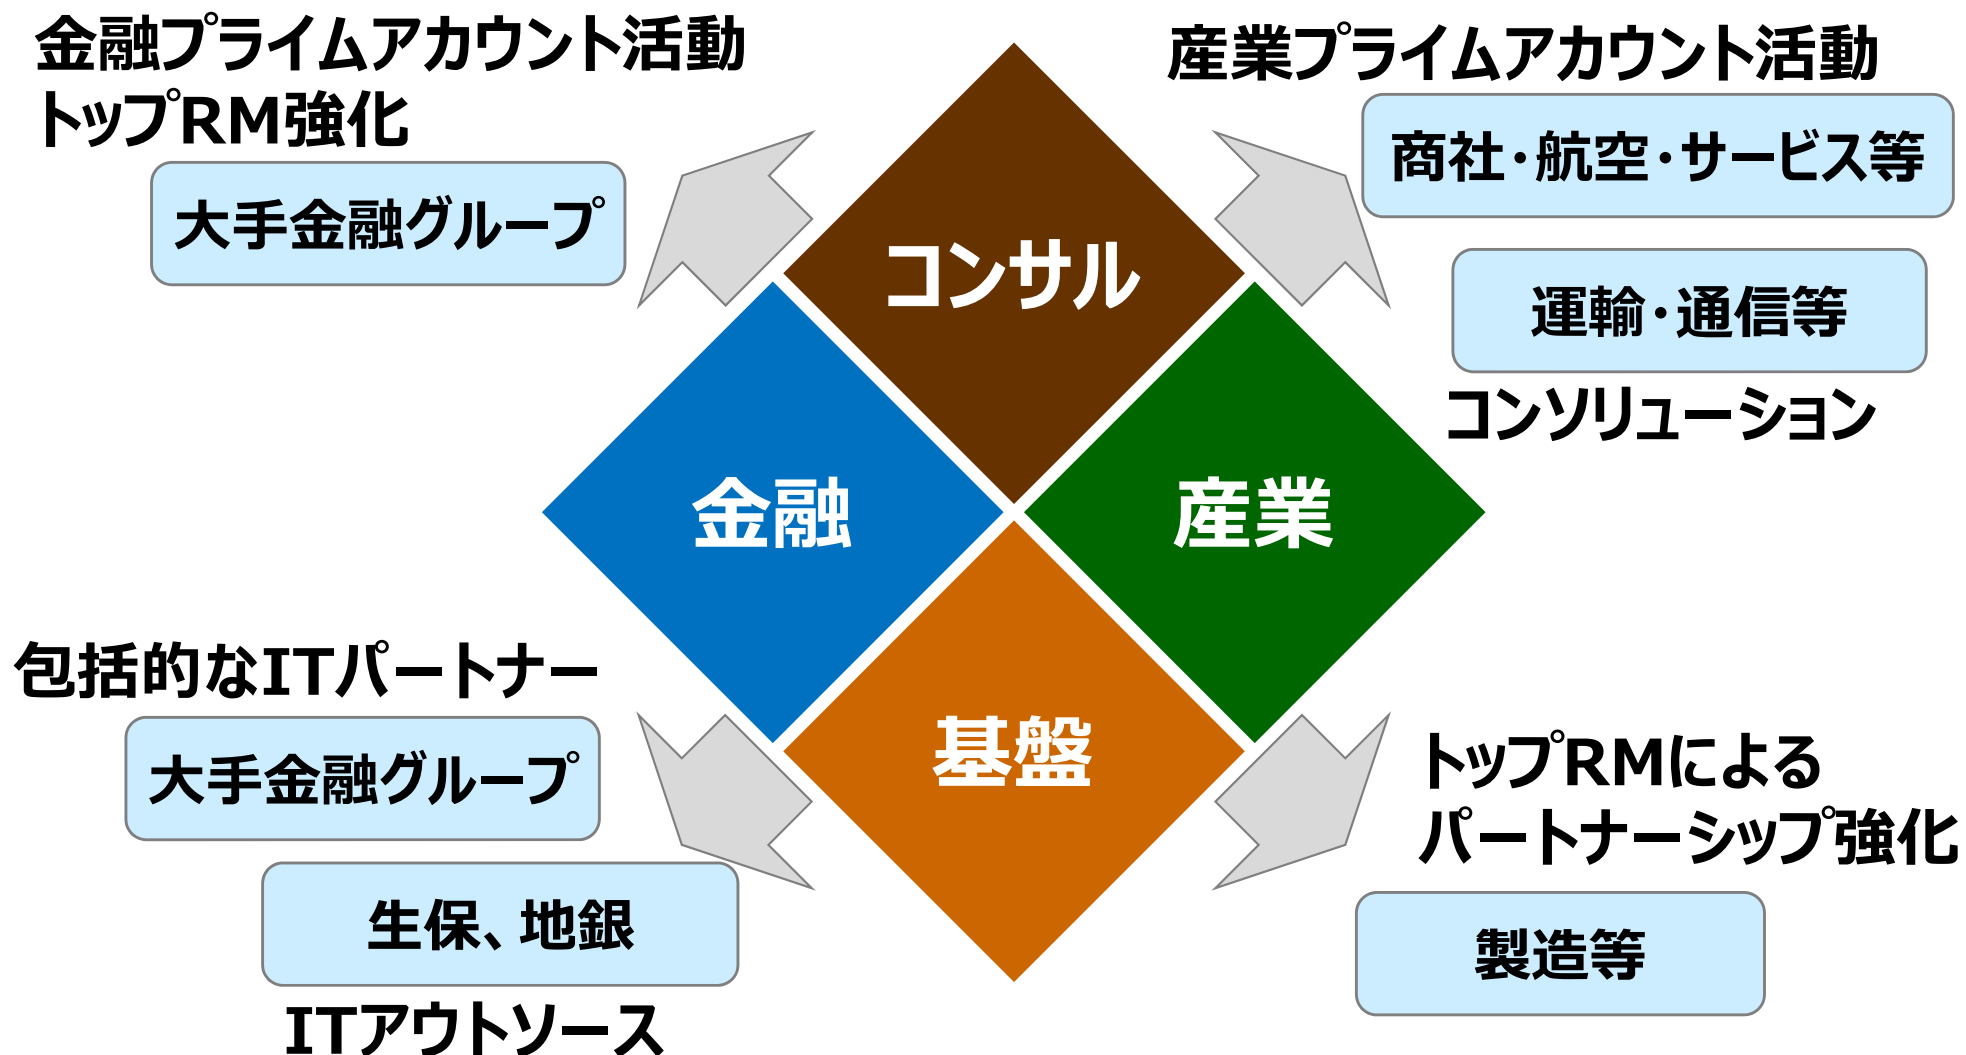 金融プライムアカウント活動
トップRM強化
大手金融グループ
産業プライムアカウント活動
商社・航空・サービス等
運輸・通信等
コンソリューション
コンサル
金融
産業
基盤
包括的なITパートナー
大手金融グループ
生保、地銀
ITアウトソース
トップRMによる
パートナーシップ強化
製造等